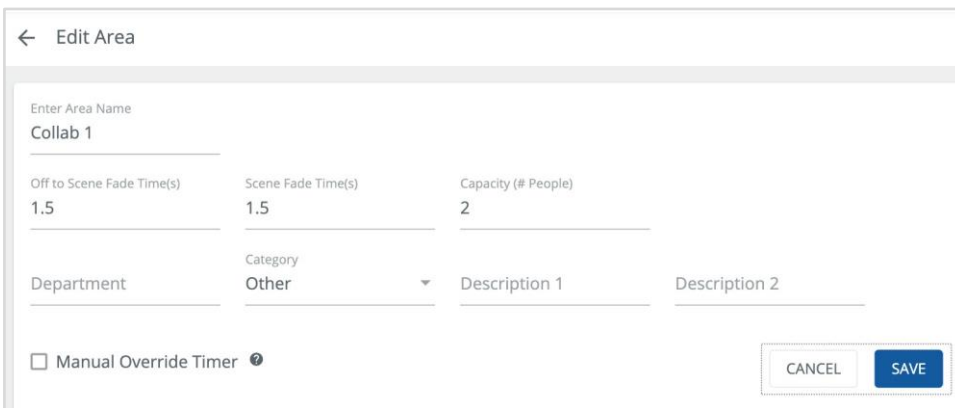 ← Edit Area
Enter Area Name
Collab 1
Off to Scene Fade Time(s) Scene Fade Time(s) Capacity (# People)
1.5 1.5 2
Category
Department Other Description 1 Description 2
Manual Override Timer ?
CANCEL SAVE